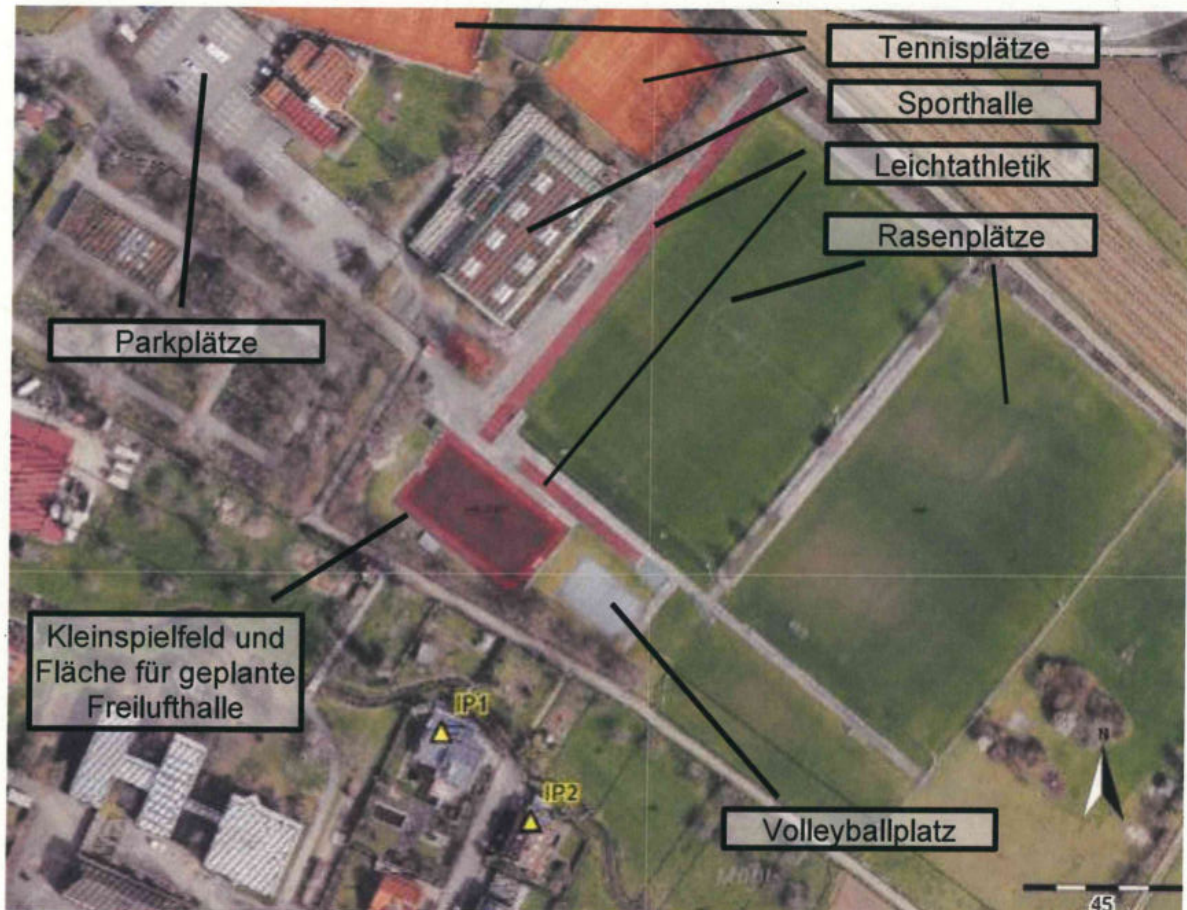 Tennisplätze
Sporthalle
Leichtathletik
Rasenplätze
Parkplätze
Kleinspielfeld und
Fläche für geplante
Freilufthalle
IP1
IP2
N
Volleyballplatz
45